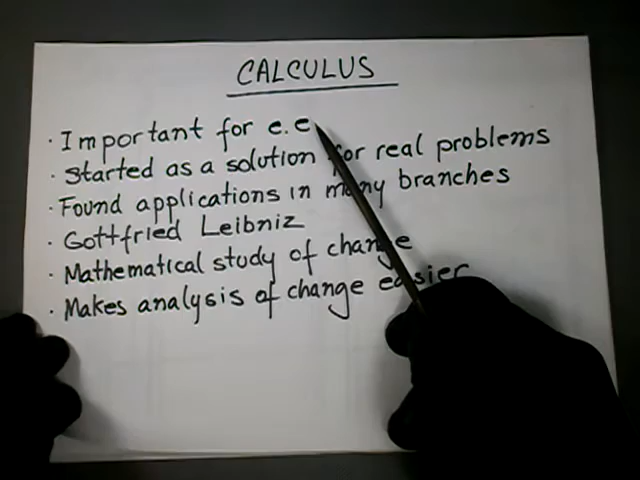 CALCULUS
· Important for e.e
· Started as a solution for real problems
· Found applications in many branches
· Gottfried Leibniz
· Mathematical study of change
· Makes analysis of change easier